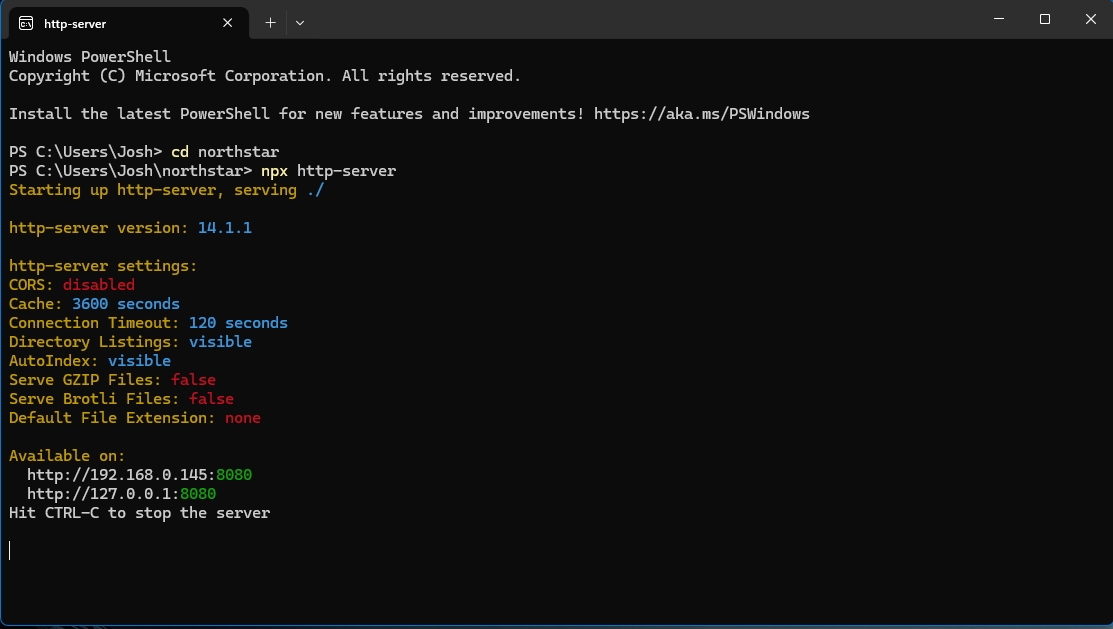 http-server
Windows PowerShell
Copyright (C) Microsoft Corporation. All rights reserved.
Install the latest PowerShell for new features and improvements! https://aka.ms/PSWindows
PS C:\Users\Josh> cd northstar
PS C:\Users\Josh\northstar> npx http-server
Starting up http-server, serving ./
http-server version: 14.1.1
http-server settings:
CORS: disabled
Cache: 3600 seconds
Connection Timeout: 120 seconds
Directory Listings: visible
AutoIndex: visible
Serve GZIP Files: false
Serve Brotli Files: false
Default File Extension: none
Available on:
  http://192.168.0.145:8080
  http://127.0.0.1:8080
Hit CTRL-C to stop the server